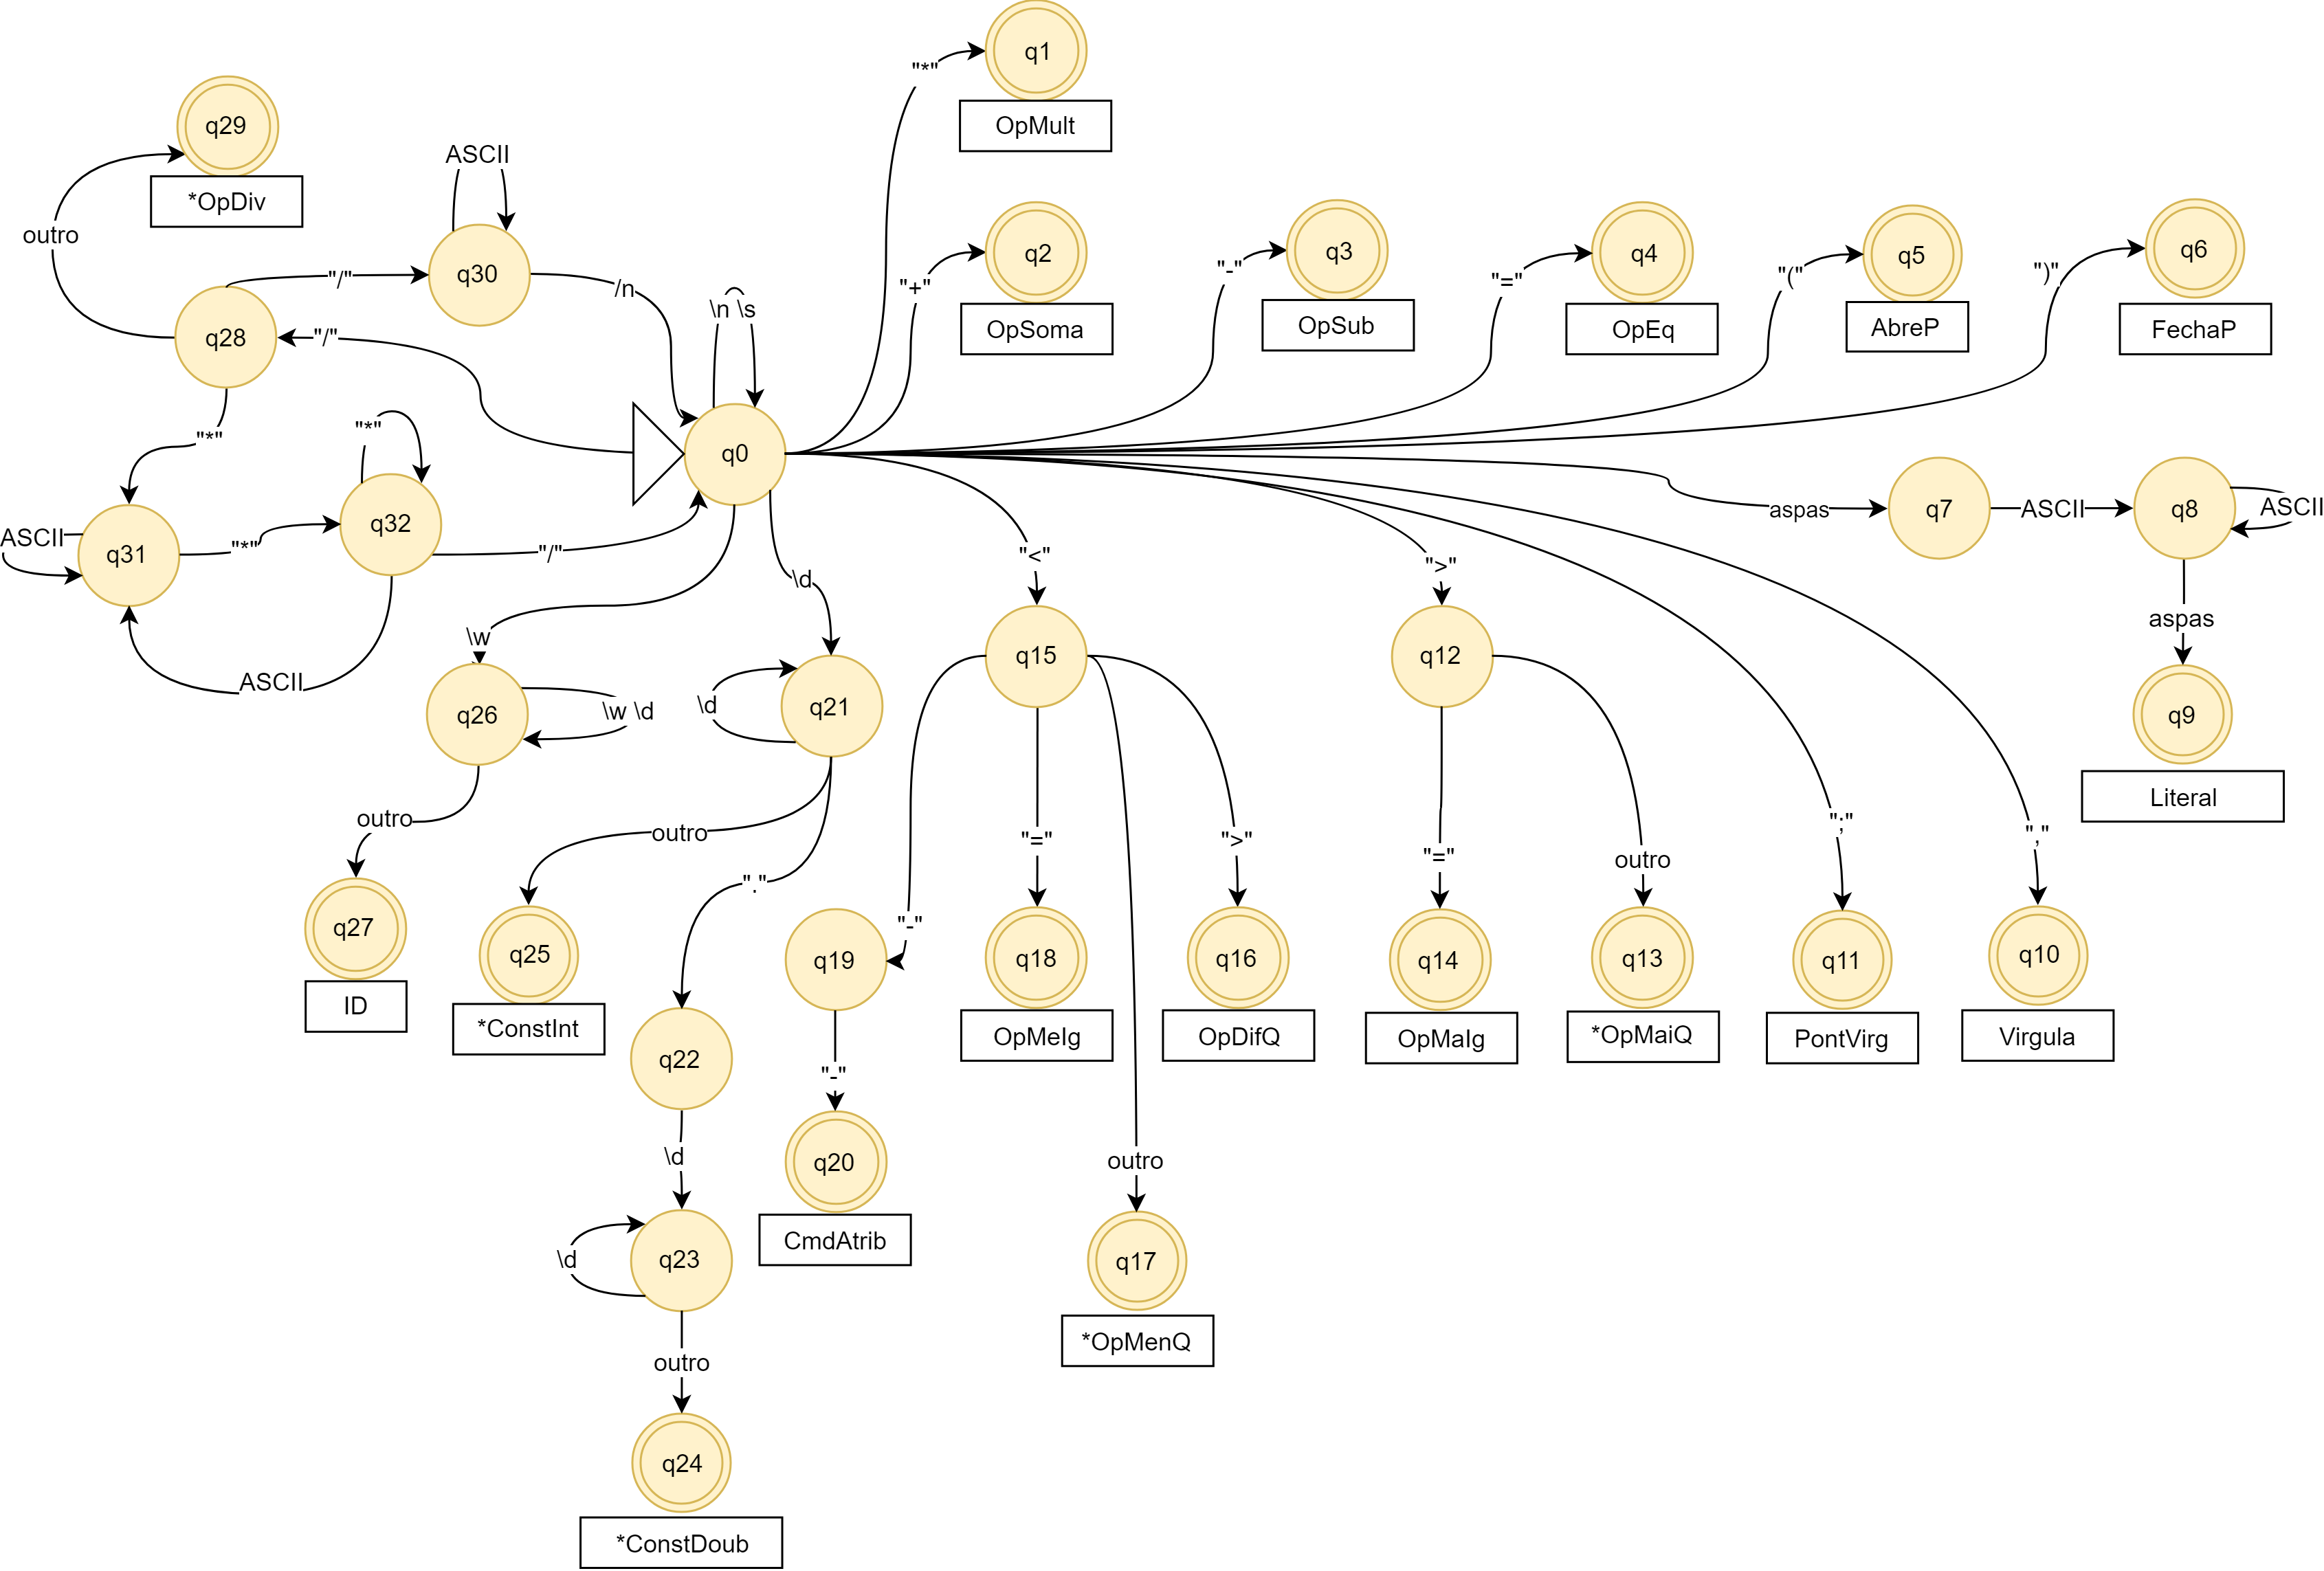 q1
"*"
OpMult
q29
*OpDiv
outro
ASCII
q30
"/"
/n
q28
"/"
\n \s
q2
"+"
OpSoma
q3
"-"
OpSub
q4
"="
OpEq
q5
"("
AbreP
q6
")"
FechaP
"*"
"*"
q0
q32
q31
ASCII
"*"
"/"
ASCII
aspas
q7
ASCII
q8
ASCII
aspas
q9
Literal
\w
q26
\w \d
outro
q27
ID
\d
q21
\d
outro
q25
*ConstInt
"."
q22
\d
q23
\d
outro
q24
*ConstDoub
"<"
q15
"-"
q19
"-"
q20
CmdAtrib
"="
q18
OpMeIg
">"
q16
OpDifQ
outro
q17
*OpMenQ
">"
q12
"="
q14
OpMaIg
outro
q13
*OpMaiQ
";"
q11
PontVirg
","
q10
Virgula